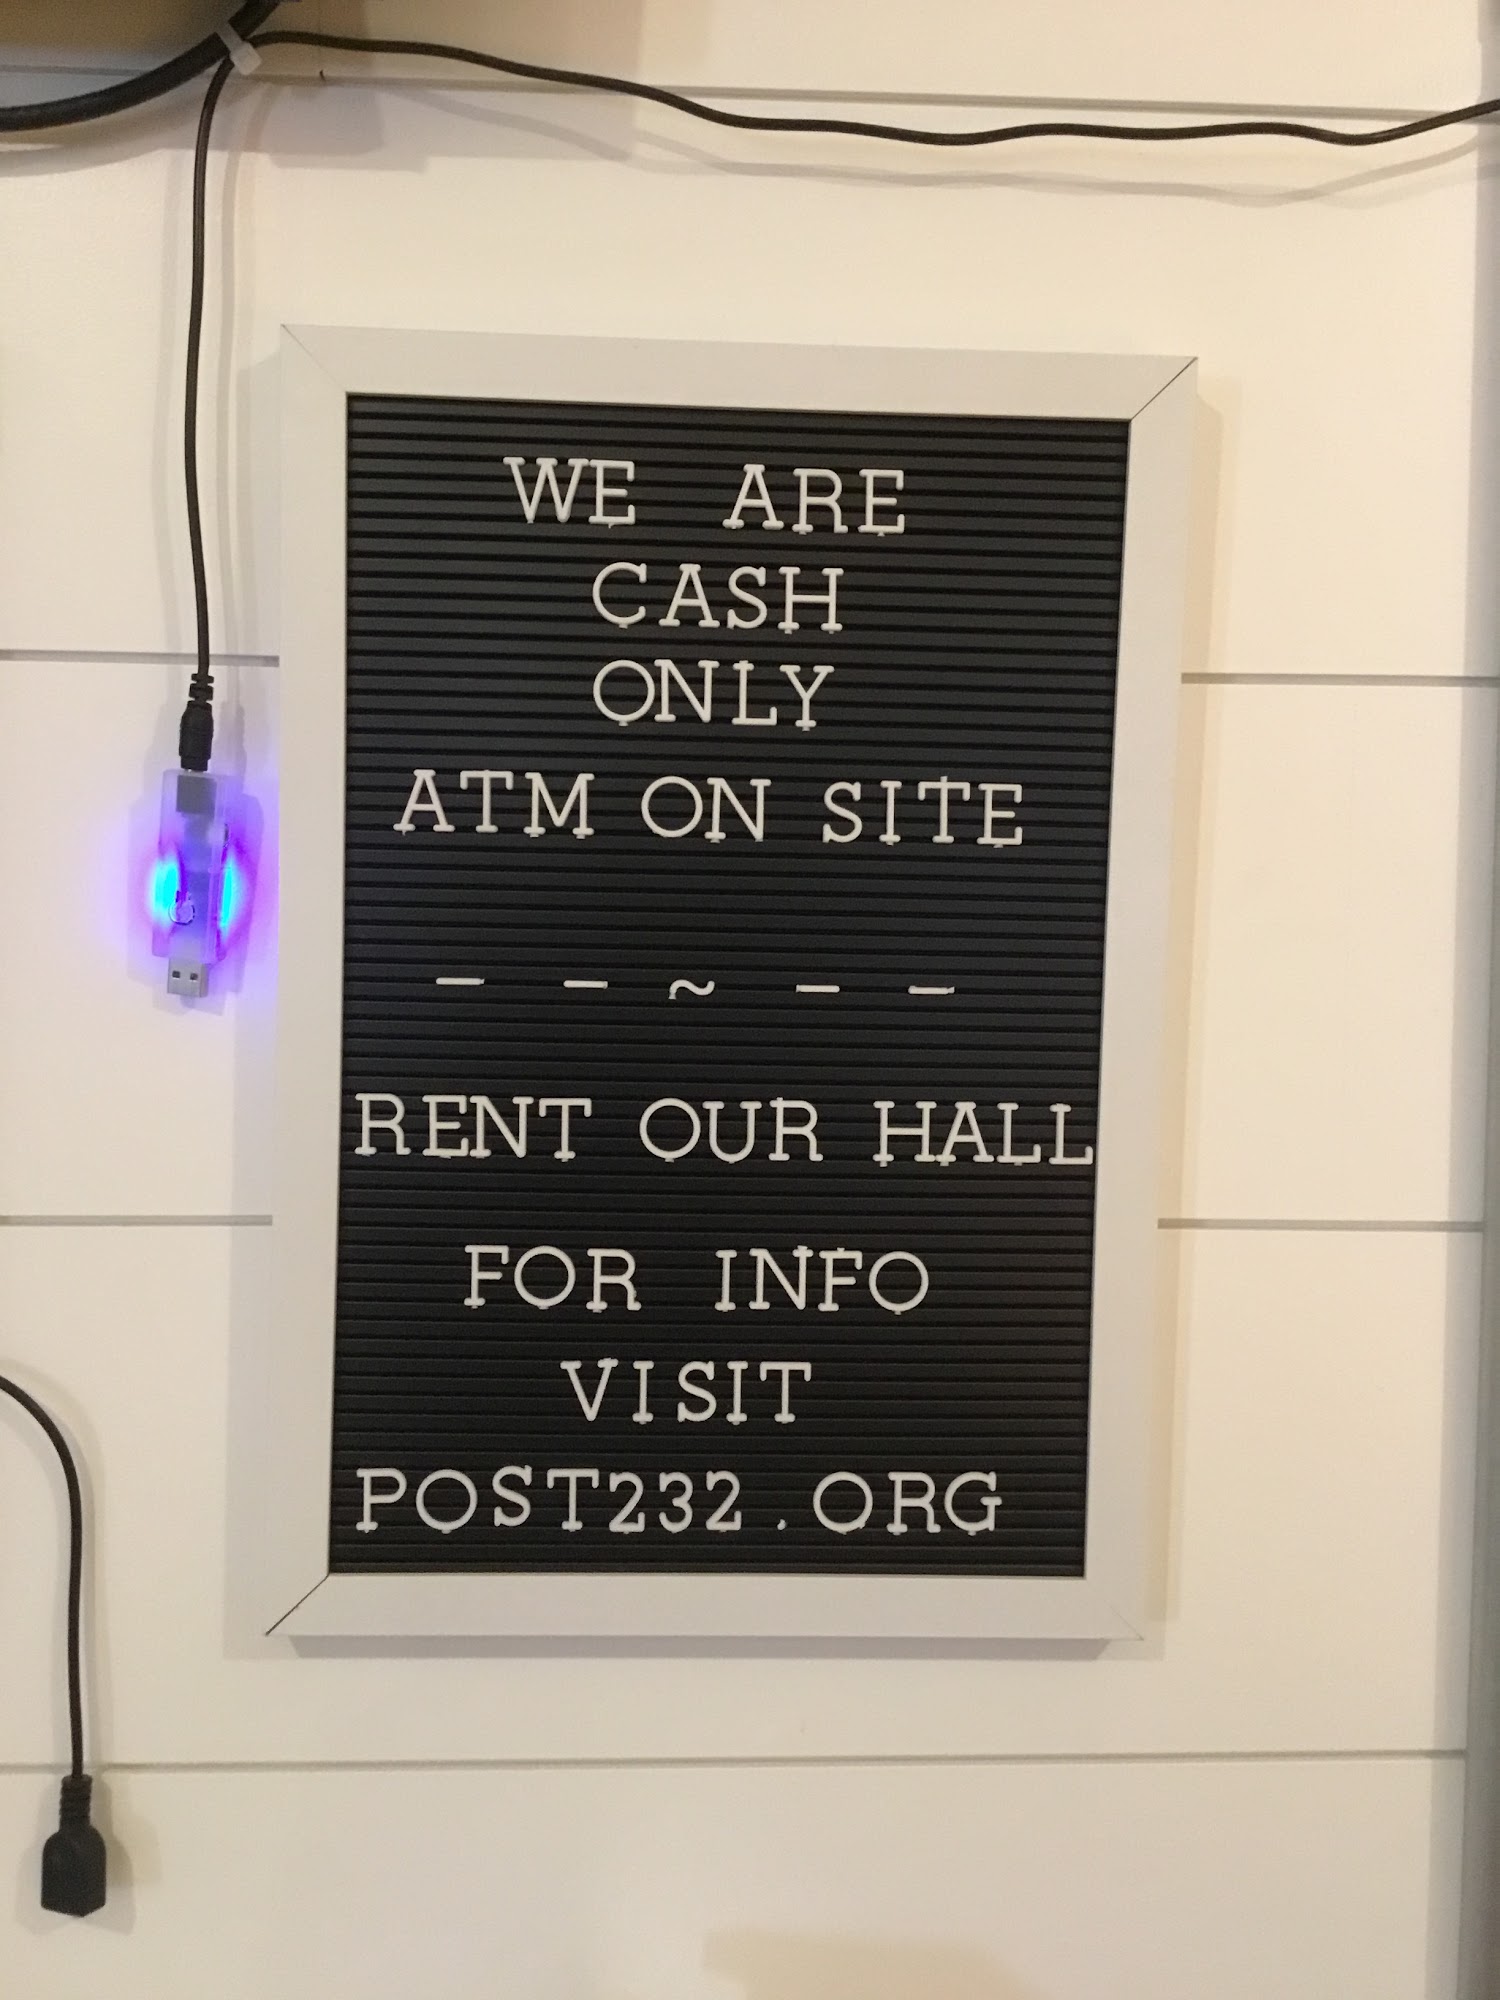 WE ARE
CASH
ONLY
ATM ON SITE
- - ~ - -
RENT OUR HALL
FOR INFO
VISIT
POST232.ORG